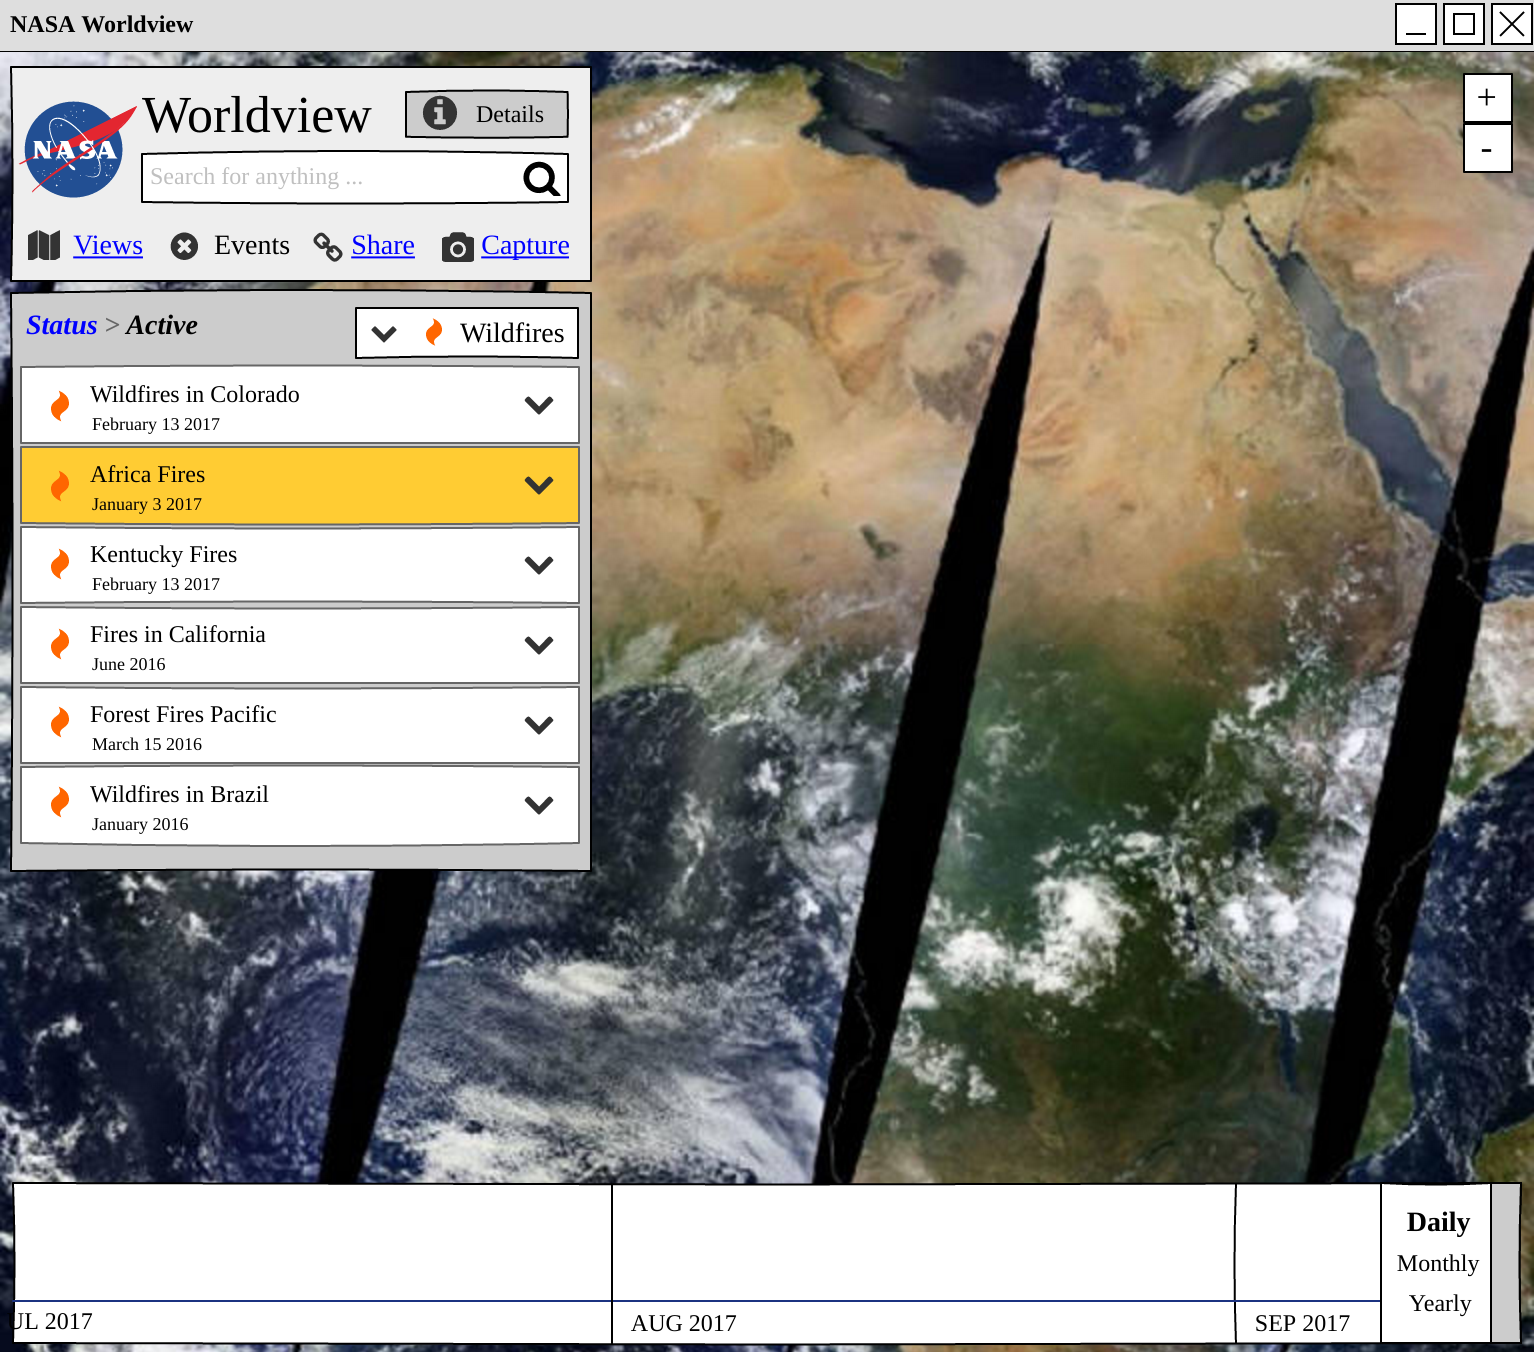 NASA Worldview
Worldview
Details
NASA
Search for anything ...
Views
Events
Share
Capture
Status > Active
Wildfires
Wildfires in Colorado
February 13 2017
Africa Fires
January 3 2017
Kentucky Fires
February 13 2017
Fires in California
June 2016
Forest Fires Pacific
March 15 2016
Wildfires in Brazil
January 2016
+
-
Daily
Monthly
Yearly
UL 2017
AUG 2017
SEP 2017